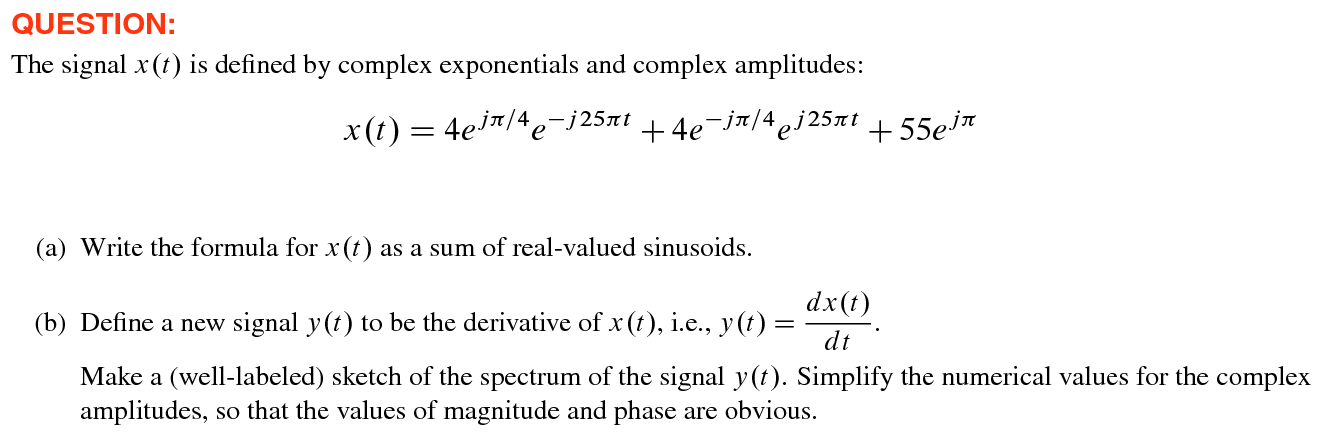 QUESTION:
The signal x(t) is defined by complex exponentials and complex amplitudes:
x(t) = 4e^{jπ/4}e^{−j25πt} + 4e^{−jπ/4}e^{j25πt} + 55e^{jπ}
(a) Write the formula for x(t) as a sum of real-valued sinusoids.
(b) Define a new signal y(t) to be the derivative of x(t), i.e., y(t) = dx(t)/dt.
Make a (well-labeled) sketch of the spectrum of the signal y(t). Simplify the numerical values for the complex
amplitudes, so that the values of magnitude and phase are obvious.